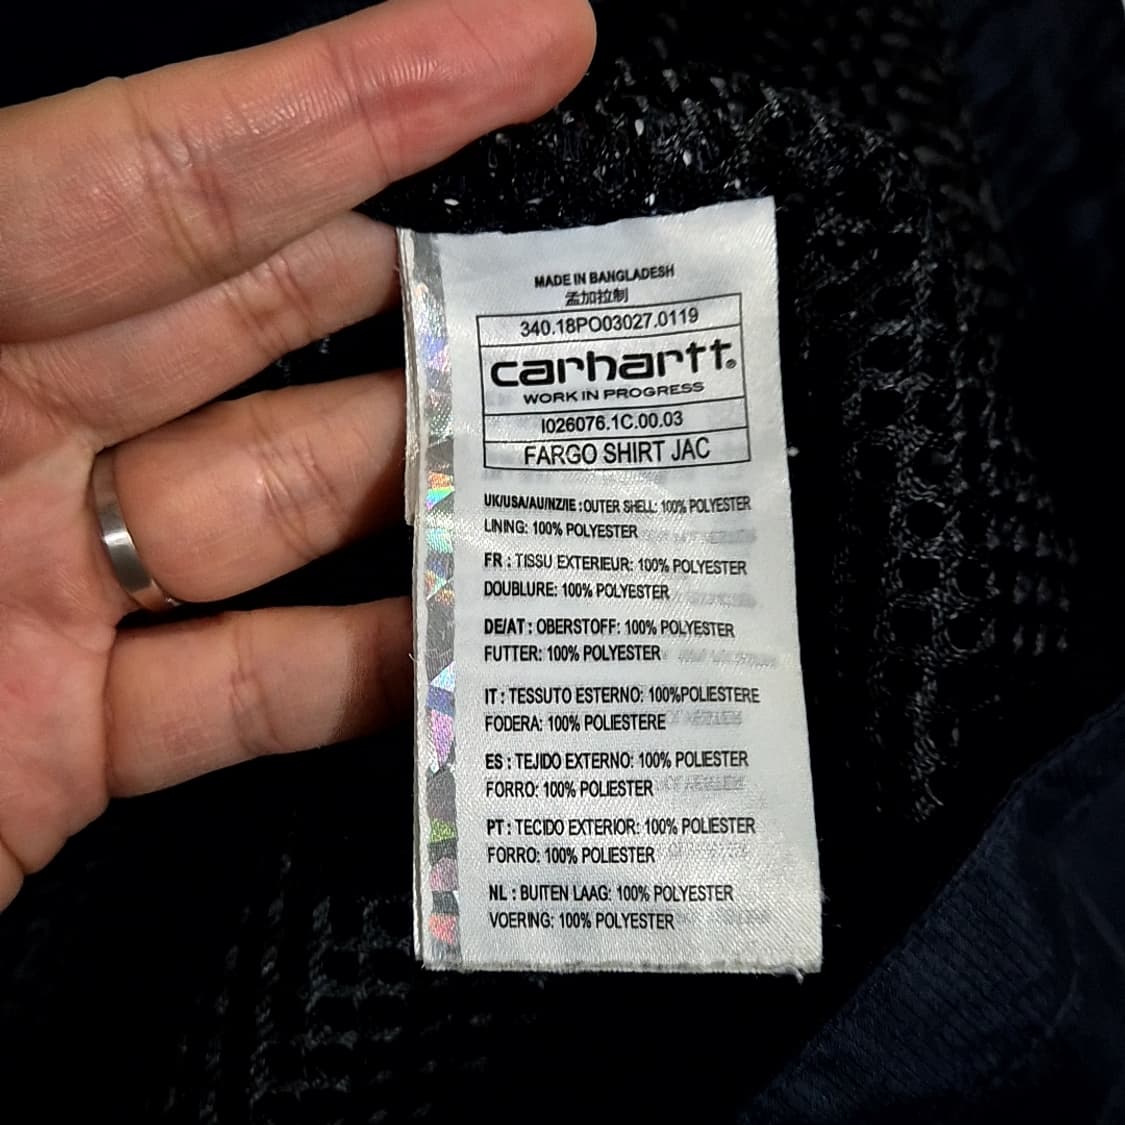 MADE IN BANGLADESH
孟加拉制
340.18PO03027.0119
carhartt®
WORK IN PROGRESS
I026076.1C.00.03
FARGO SHIRT JAC
UK/USA/AU/NZ/IE : OUTER SHELL: 100% POLYESTER
LINING: 100% POLYESTER
FR : TISSU EXTERIEUR: 100% POLYESTER
DOUBLURE: 100% POLYESTER
DE/AT : OBERSTOFF: 100% POLYESTER
FUTTER: 100% POLYESTER
IT : TESSUTO ESTERNO: 100%POLIESTERE
FODERA: 100% POLIESTERE
ES : TEJIDO EXTERNO: 100% POLIESTER
FORRO: 100% POLIESTER
PT : TECIDO EXTERIOR: 100% POLIESTER
FORRO: 100% POLIESTER
NL : BUITEN LAAG: 100% POLYESTER
VOERING: 100% POLYESTER